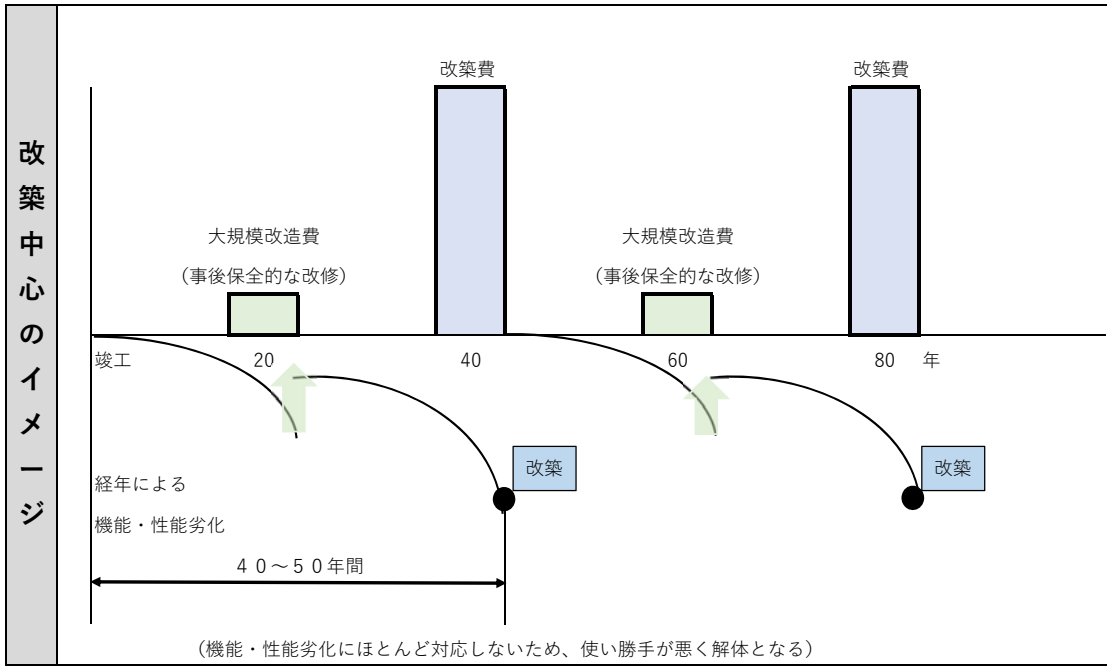 改築中心のイメージ
改築費
改築費
大規模改造費
（事後保全的な改修）
大規模改造費
（事後保全的な改修）
竣工
20
40
60
80
年
改築
改築
経年による
機能・性能劣化
４０～５０年間
（機能・性能劣化にほとんど対応しないため、使い勝手が悪く解体となる）